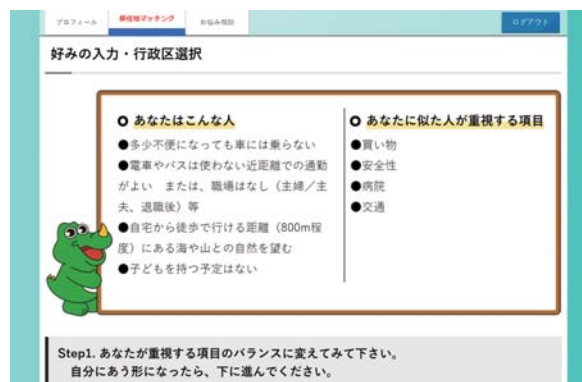 プロフィール
移住地マッチング
お悩み相談
ログアウト
好みの入力・行政区選択
あなたはこんな人
●多少不便になっても車には乗らない
●電車やバスは使わない近距離での通勤
がよい　または、職場はなし（主婦／主
夫、退職後）等
●自宅から徒歩で行ける距離（800m程
度）にある海や山との自然を望む
●子どもを持つ予定はない
あなたに似た人が重視する項目
●買い物
●安全性
●病院
●交通
Step1. あなたが重視する項目のバランスに変えてみて下さい。
自分にあう形になったら、下に進んでください。